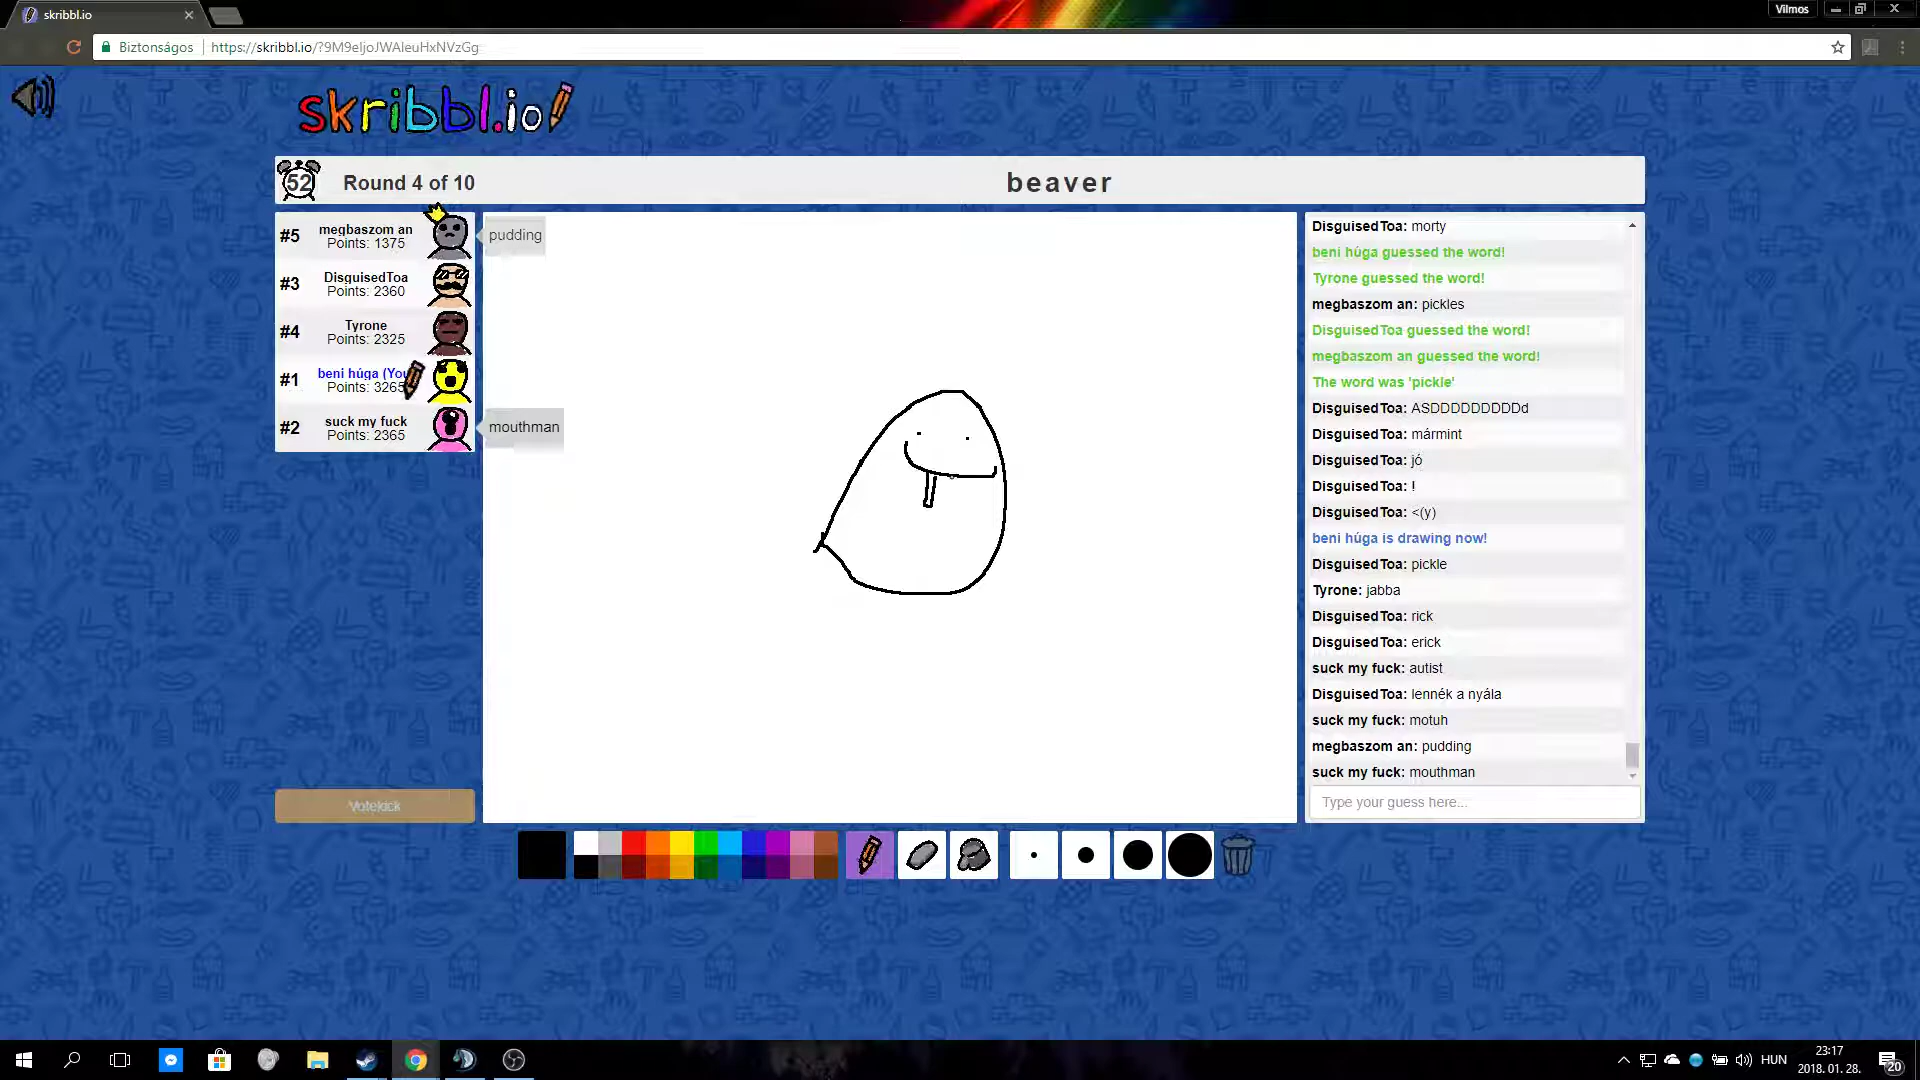 skribbl.io
Vilmos
Biztonságos
https://skribbl.io/?9M9eljoJWAleuHxNVzGg
skribbl.io
52
Round 4 of 10
beaver
#5
megbaszom an
Points: 1375
pudding
#3
DisguisedToa
Points: 2360
#4
Tyrone
Points: 2325
#1
beni húga (You
Points: 3265
#2
suck my fuck
Points: 2365
mouthman
Votekick
DisguisedToa: morty
beni húga guessed the word!
Tyrone guessed the word!
megbaszom an: pickles
DisguisedToa guessed the word!
megbaszom an guessed the word!
The word was 'pickle'
DisguisedToa: ASDDDDDDDDDd
DisguisedToa: mármint
DisguisedToa: jó
DisguisedToa: !
DisguisedToa: <(y)
beni húga is drawing now!
DisguisedToa: pickle
Tyrone: jabba
DisguisedToa: rick
DisguisedToa: erick
suck my fuck: autist
DisguisedToa: lennék a nyála
suck my fuck: motuh
megbaszom an: pudding
suck my fuck: mouthman
Type your guess here...
HUN
23:17
2018. 01. 28.
20